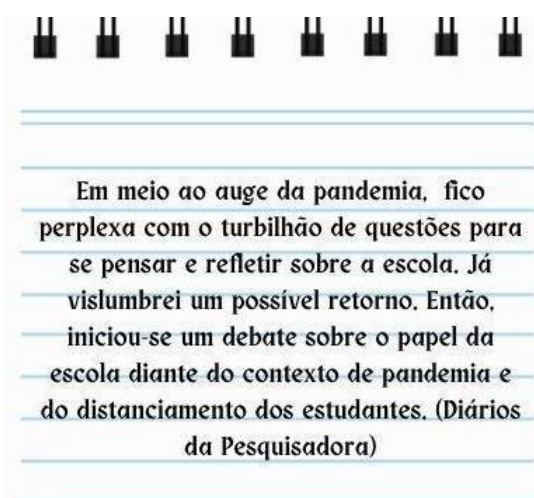 Em meio ao auge da pandemia, fico
perplexa com o turbilhão de questões para
se pensar e refletir sobre a escola. Já
vislumbrei um possível retorno. Então,
iniciou-se um debate sobre o papel da
escola diante do contexto de pandemia e
do distanciamento dos estudantes. (Diários
da Pesquisadora)